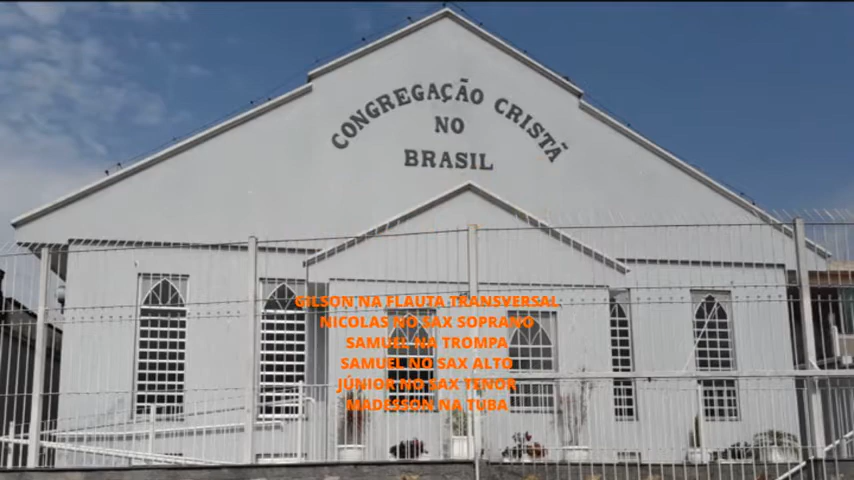 CONGREGAÇÃO CRISTÃ
NO
BRASIL
GILSON NA FLAUTA TRANSVERSAL
NICOLAS NO SAX SOPRANO
SAMUEL NA TROMPA
SAMUEL NO SAX ALTO
JÚNIOR NO SAX TENOR
MADESSON NA TUBA